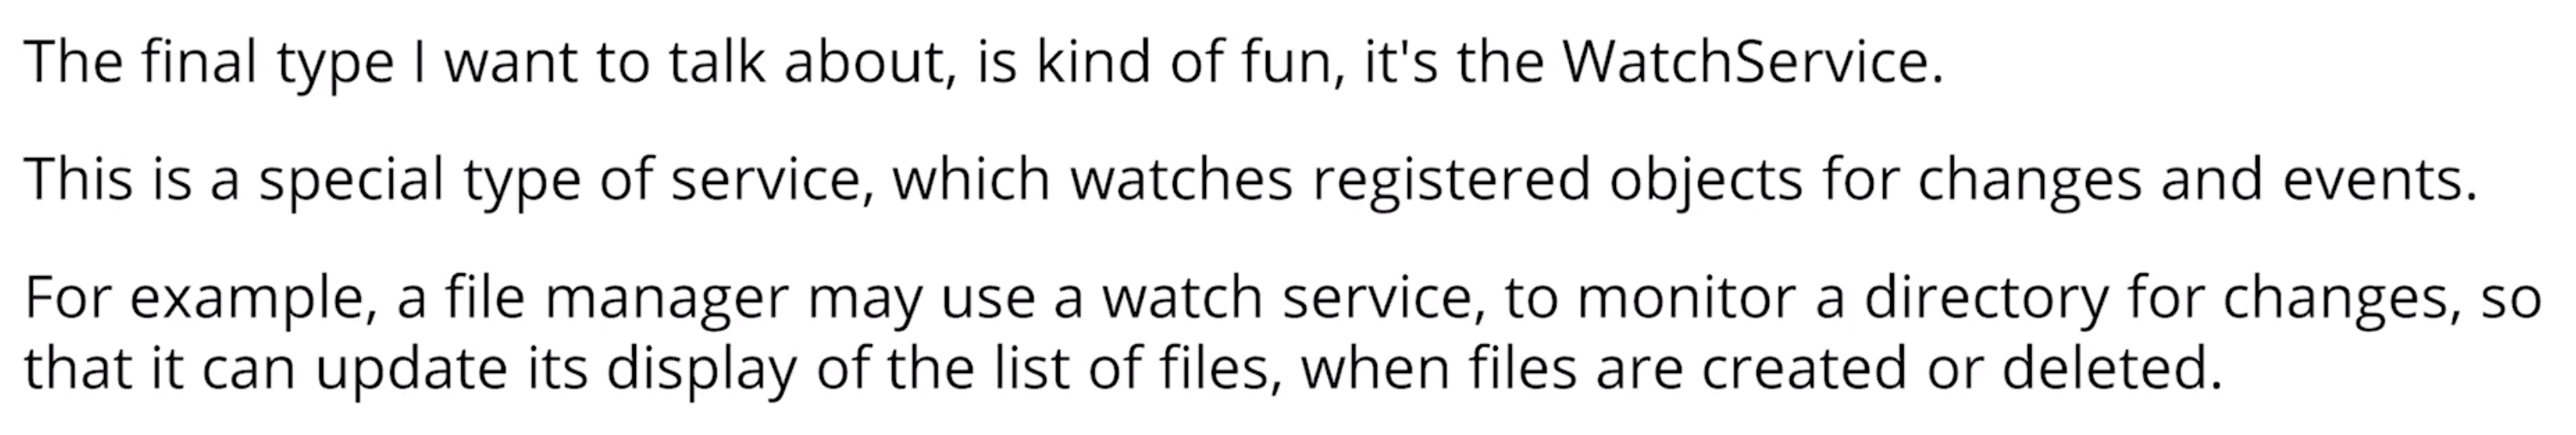 The final type I want to talk about, is kind of fun, it's the WatchService.
This is a special type of service, which watches registered objects for changes and events.
For example, a file manager may use a watch service, to monitor a directory for changes, so
that it can update its display of the list of files, when files are created or deleted.